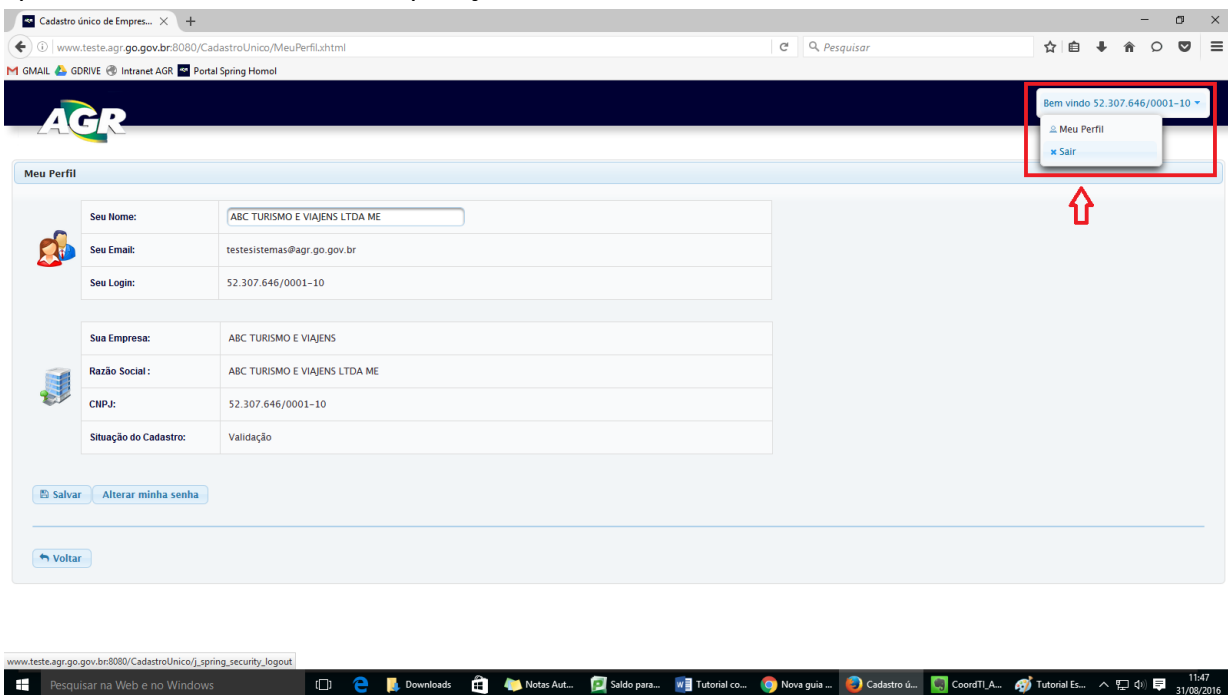 Cadastro único de Empres...
www.teste.agr.go.gov.br:8080/CadastroUnico/MeuPerfil.xhtml
Pesquisar
GMAIL GDRIVE Intranet AGR Portal Spring Homol
AGR
Bem vindo 52.307.646/0001-10
Meu Perfil
Sair
Meu Perfil
Seu Nome: ABC TURISMO E VIAJENS LTDA ME
Seu Email: testesistemas@agr.go.gov.br
Seu Login: 52.307.646/0001-10
Sua Empresa: ABC TURISMO E VIAJENS
Razão Social : ABC TURISMO E VIAJENS LTDA ME
CNPJ: 52.307.646/0001-10
Situação do Cadastro: Validação
Salvar Alterar minha senha
Voltar
www.teste.agr.go.gov.br:8080/CadastroUnico/j_spring_security_logout
Pesquisar na Web e no Windows Downloads Notas Aut... Saldo para... Tutorial co... Nova guia ... Cadastro ú... CoordTI_A... Tutorial Es... 11:47